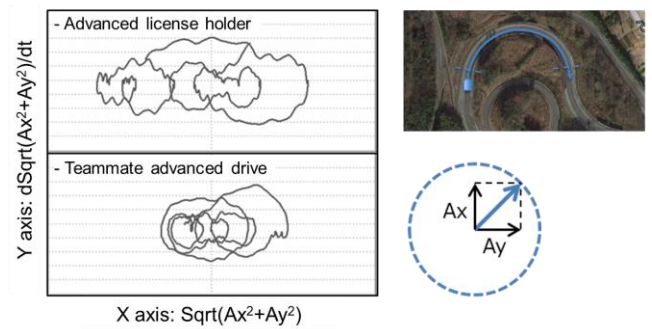 - Advanced license holder
- Teammate advanced drive
Y axis: dSqrt(Ax²+Ay²)/dt
X axis: Sqrt(Ax²+Ay²)
Ax
Ay